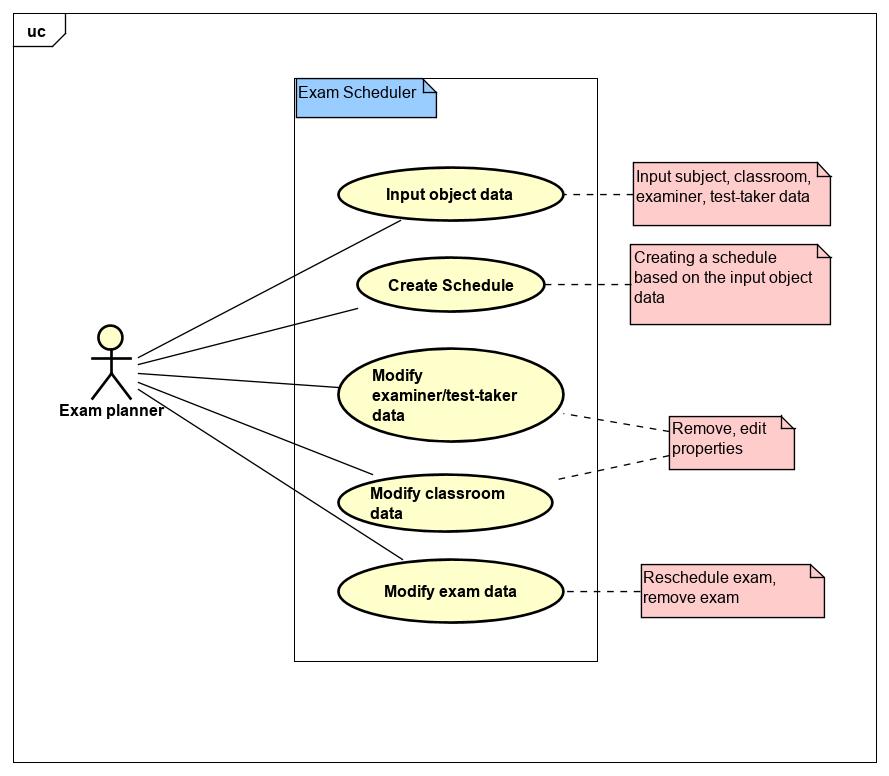 uc
Exam Scheduler
Input object data
Input subject, classroom,
examiner, test-taker data
Create Schedule
Creating a schedule
based on the input object
data
Exam planner
Modify
examiner/test-taker
data
Remove, edit
properties
Modify classroom
data
Modify exam data
Reschedule exam,
remove exam